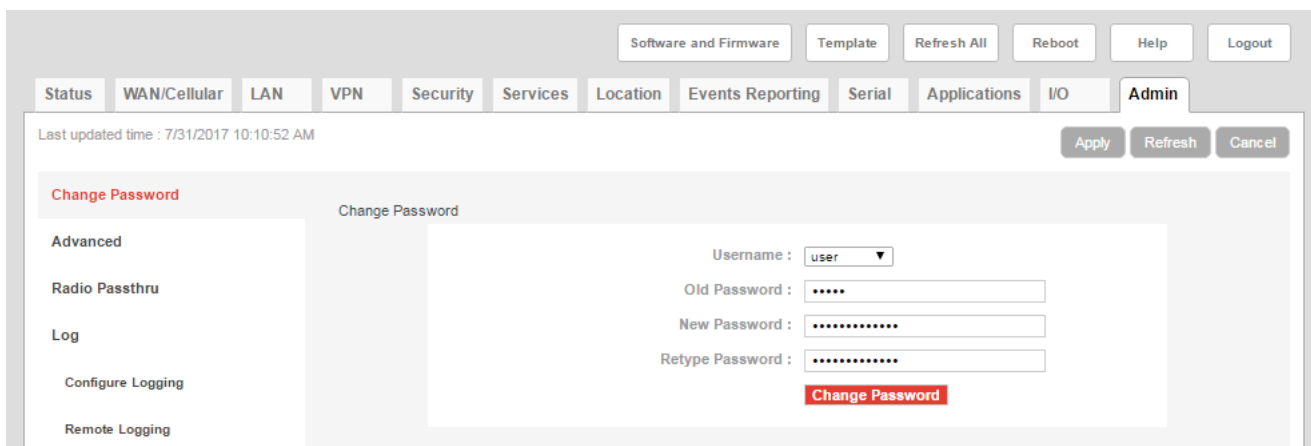 Software and Firmware Template Refresh All Reboot Help Logout
Status WAN/Cellular LAN VPN Security Services Location Events Reporting Serial Applications I/O Admin
Last updated time : 7/31/2017 10:10:52 AM
Apply Refresh Cancel
Change Password
Advanced
Radio Passthru
Log
Configure Logging
Remote Logging
Change Password
Username : user
Old Password : •••••
New Password : •••••••••••••
Retype Password : •••••••••••••
Change Password